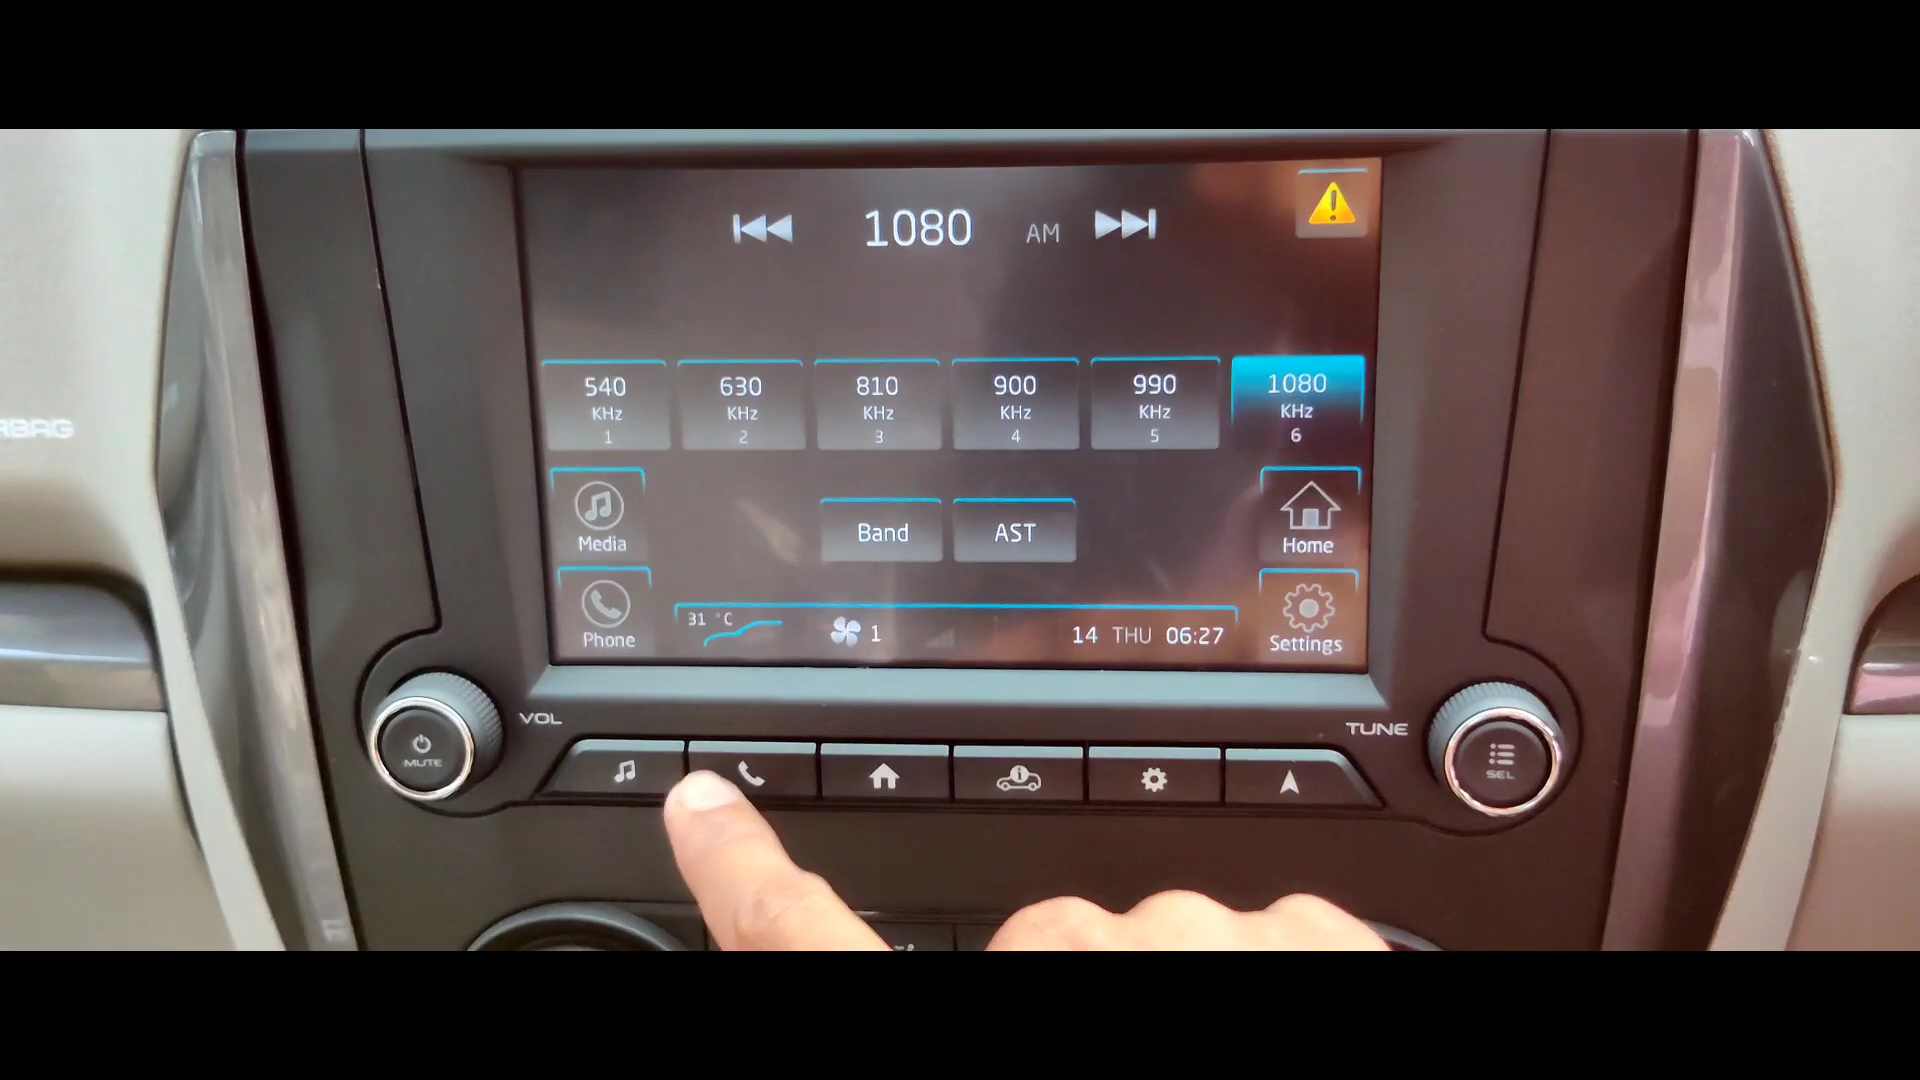 1080 AM
540 630 810 900 990 1080
KHz KHz KHz KHz KHz KHz
1 2 3 4 5 6
Media Band AST Home
Phone 31 °C 1 14 THU 06:27 Settings
VOL TUNE
MUTE SEL